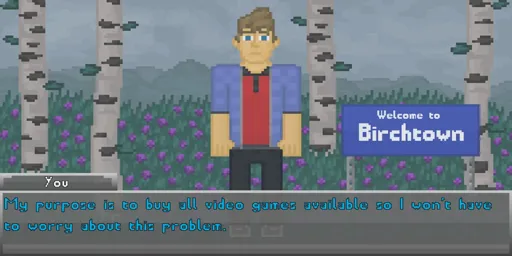 Welcome to
Birchtown
You
My purpose is to buy all video games available so I won't have
to worry about this problem.